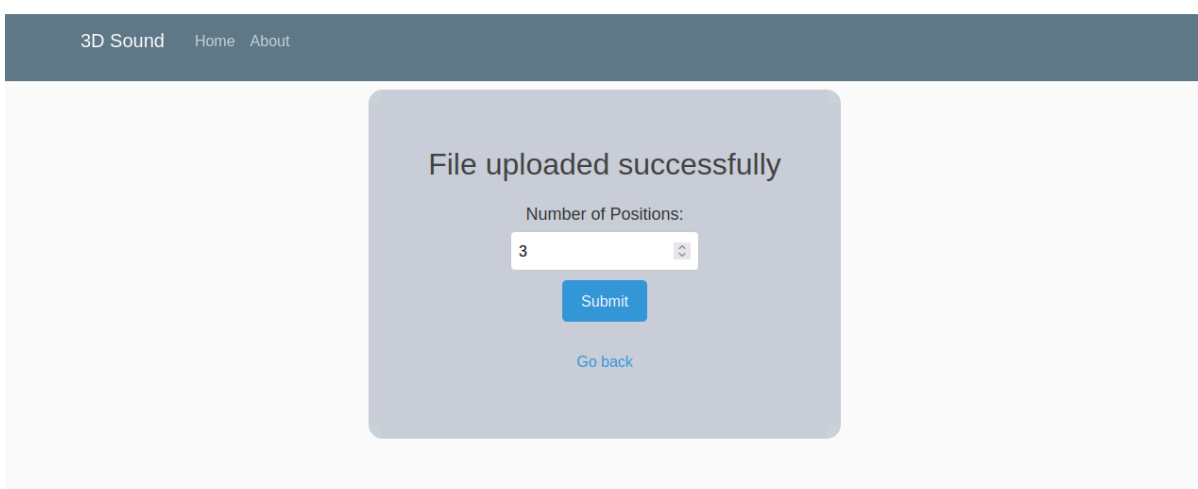 3D Sound Home About
File uploaded successfully
Number of Positions:
3
Submit
Go back